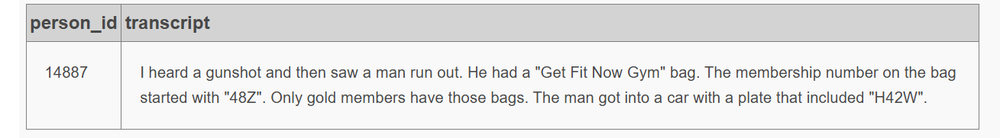 person_id transcript
14887 I heard a gunshot and then saw a man run out. He had a "Get Fit Now Gym" bag. The membership number on the bag
started with "48Z". Only gold members have those bags. The man got into a car with a plate that included "H42W".